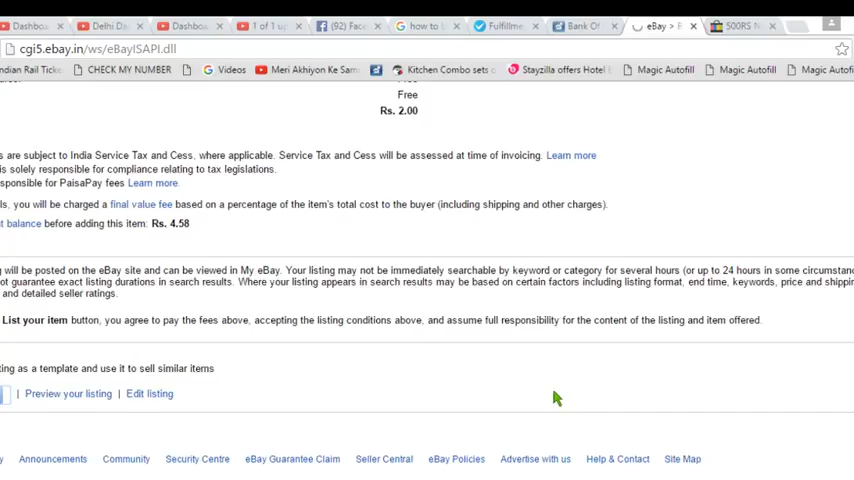 Dashboa Delhi Da Dashboa 1 of 1 up (92) Face how to b Fulfillme Bank Of eBay > B 500RS N
cgi5.ebay.in/ws/eBayISAPI.dll
ndian Rail Ticke CHECK MY NUMBER Videos Meri Akhiyon Ke Sam Kitchen Combo sets o Stayzilla offers Hotel Magic Autofill Magic Autofill Magic Autofill
Free
Rs. 2.00
s are subject to India Service Tax and Cess, where applicable. Service Tax and Cess will be assessed at time of invoicing. Learn more
is solely responsible for compliance relating to tax legislations.
sponsible for PaisaPay fees Learn more
ls, you will be charged a final value fee based on a percentage of the item's total cost to the buyer (including shipping and other charges).
t balance before adding this item: Rs. 4.58
g will be posted on the eBay site and can be viewed in My eBay. Your listing may not be immediately searchable by keyword or category for several hours (or up to 24 hours in some circumstanc
ot guarantee exact listing durations in search results. Where your listing appears in search results may be based on certain factors including listing format, end time, keywords, price and shippin
and detailed seller ratings.
List your item button, you agree to pay the fees above, accepting the listing conditions above, and assume full responsibility for the content of the listing and item offered.
ting as a template and use it to sell similar items
| Preview your listing | Edit listing
y Announcements Community Security Centre eBay Guarantee Claim Seller Central eBay Policies Advertise with us Help & Contact Site Map